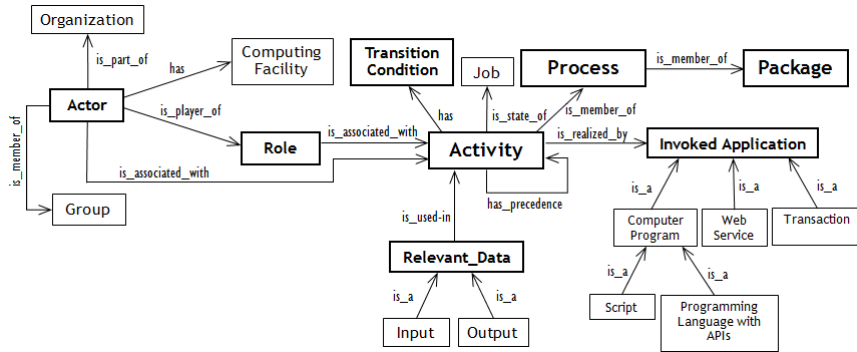 Organization
is_part_of
has
Computing
Facility
Transition
Condition
Job
Process
is_member_of
Package
Actor
is_player_of
has
is_state_of
is_member_of
is_member_of
Role
is_associated_with
Activity
is_realized_by
Invoked Application
is_associated_with
has_precedence
is_a
is_a
is_a
Group
is_used-in
Computer
Program
Web
Service
Transaction
Relevant_Data
is_a
is_a
is_a
is_a
Input
Output
Script
Programming
Language with
APIs